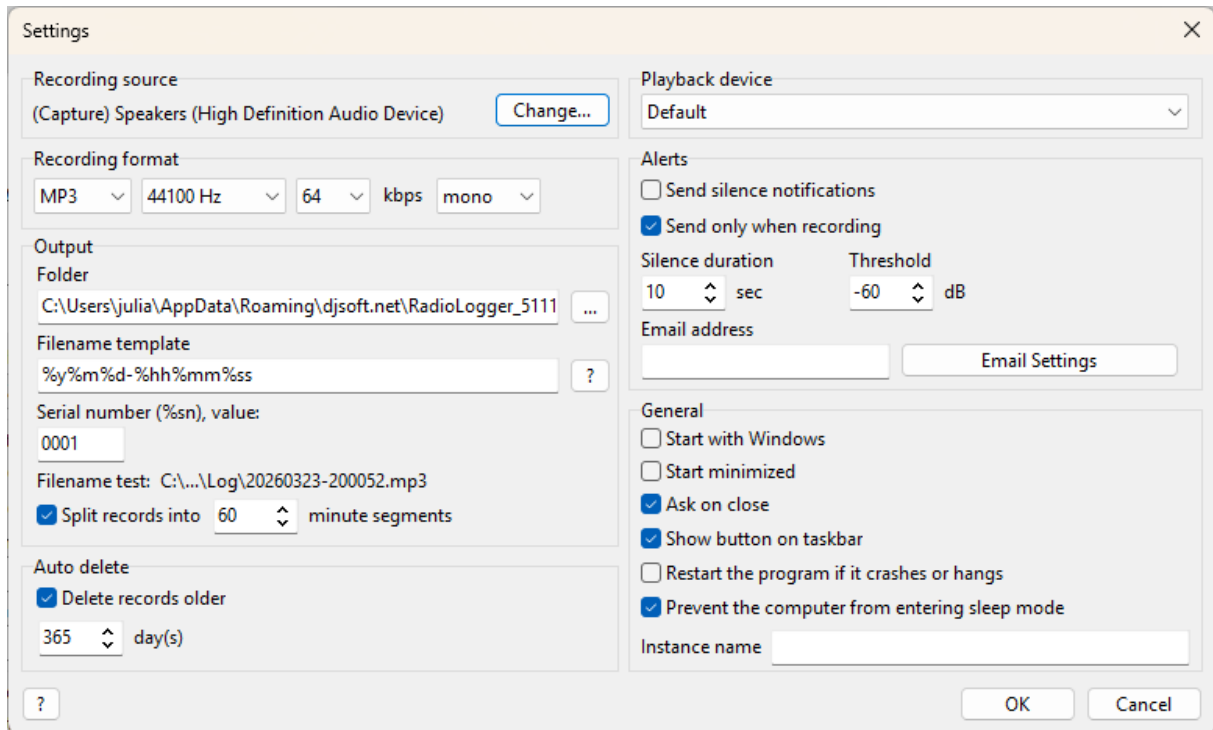 Settings
Recording source
(Capture) Speakers (High Definition Audio Device)
Change...
Recording format
MP3
44100 Hz
64
kbps
mono
Output
Folder
C:\Users\julia\AppData\Roaming\djsoft.net\RadioLogger_5111
...
Filename template
%y%m%d-%hh%mm%ss
?
Serial number (%sn), value:
0001
Filename test: C:\...\Log\20260323-200052.mp3
Split records into 60 minute segments
Auto delete
Delete records older
365 day(s)
?
Playback device
Default
Alerts
Send silence notifications
Send only when recording
Silence duration Threshold
10 sec -60 dB
Email address
Email Settings
General
Start with Windows
Start minimized
Ask on close
Show button on taskbar
Restart the program if it crashes or hangs
Prevent the computer from entering sleep mode
Instance name
OK Cancel